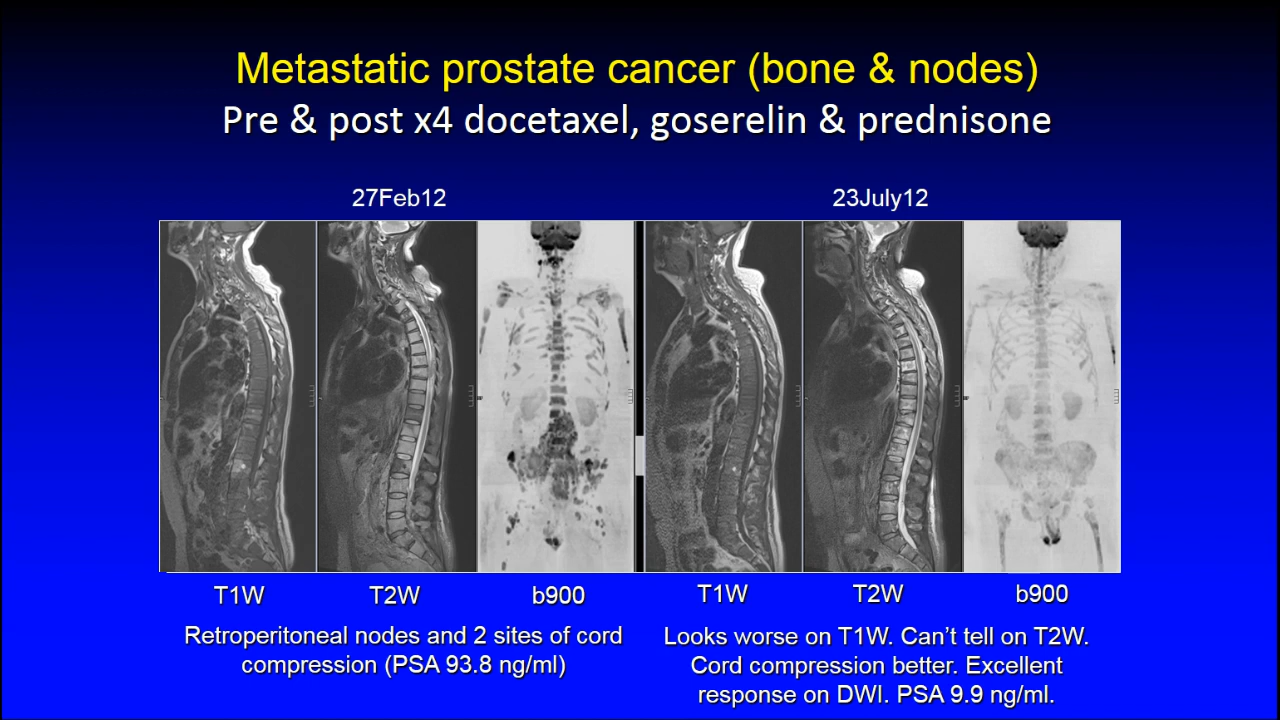 Metastatic prostate cancer (bone & nodes)
Pre & post x4 docetaxel, goserelin & prednisone
27Feb12
23July12
T1W
T2W
b900
T1W
T2W
b900
Retroperitoneal nodes and 2 sites of cord
compression (PSA 93.8 ng/ml)
Looks worse on T1W. Can't tell on T2W.
Cord compression better. Excellent
response on DWI. PSA 9.9 ng/ml.